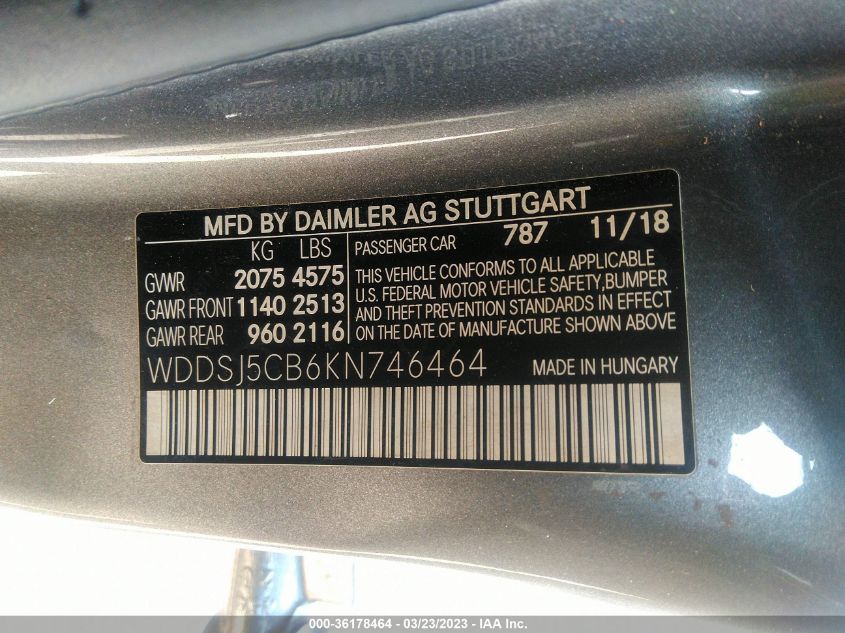 MFD BY DAIMLER AG STUTTGART
KG LBS
GVWR 2075 4575
GAWR FRONT 1140 2513
GAWR REAR 960 2116
PASSENGER CAR 787 11/18
THIS VEHICLE CONFORMS TO ALL APPLICABLE
U.S. FEDERAL MOTOR VEHICLE SAFETY,BUMPER
AND THEFT PREVENTION STANDARDS IN EFFECT
ON THE DATE OF MANUFACTURE SHOWN ABOVE
WDDSJ5CB6KN746464 MADE IN HUNGARY
000-36178464 - 03/23/2023 - IAA Inc.